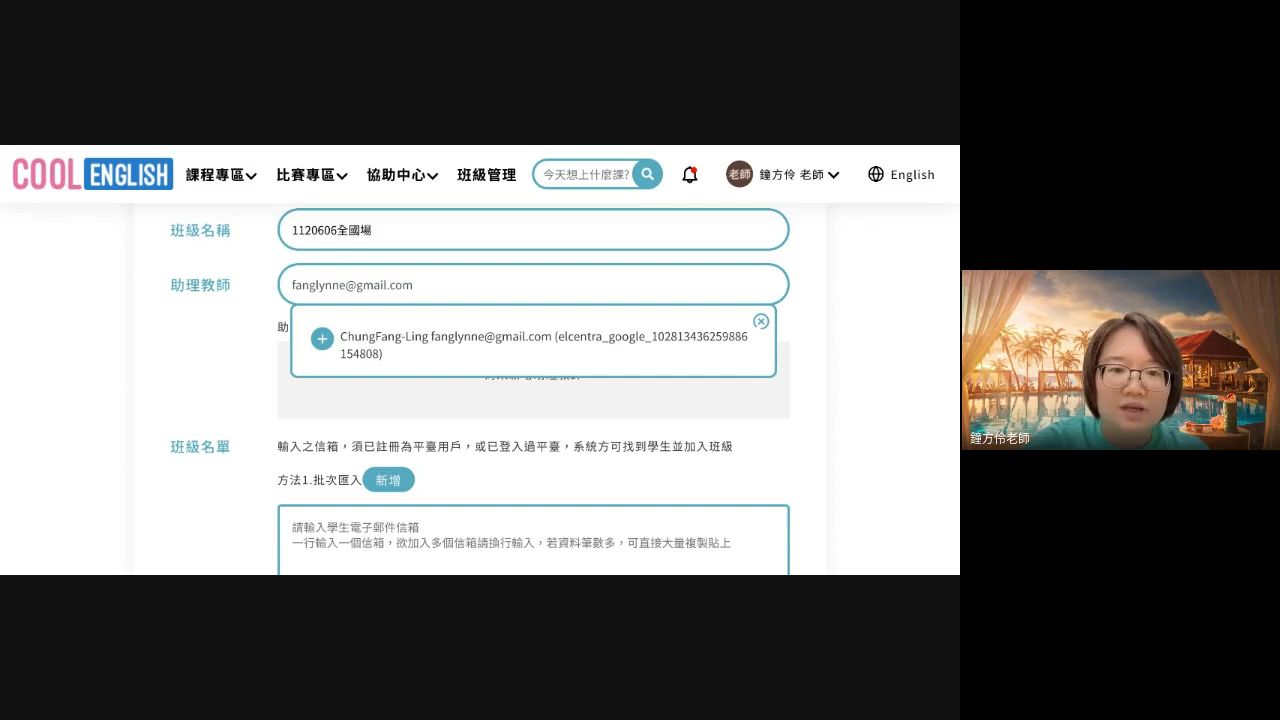 COOL ENGLISH 課程專區 比賽專區 協助中心 班級管理 今天想上什麼課? 老師 鐘方伶 老師 English
班級名稱 1120606全國場
助理教師 fanglynne@gmail.com
助
ChungFang-Ling fanglynne@gmail.com (elcentra_google_102813436259886
154808)
班級名單 輸入之信箱，須已註冊為平臺用戶，或已登入過平臺，系統方可找到學生並加入班級
方法1.批次匯入 新增
請輸入學生電子郵件信箱
一行輸入一個信箱，欲加入多個信箱請換行輸入，若資料筆數多，可直接大量複製貼上
鐘方伶老師